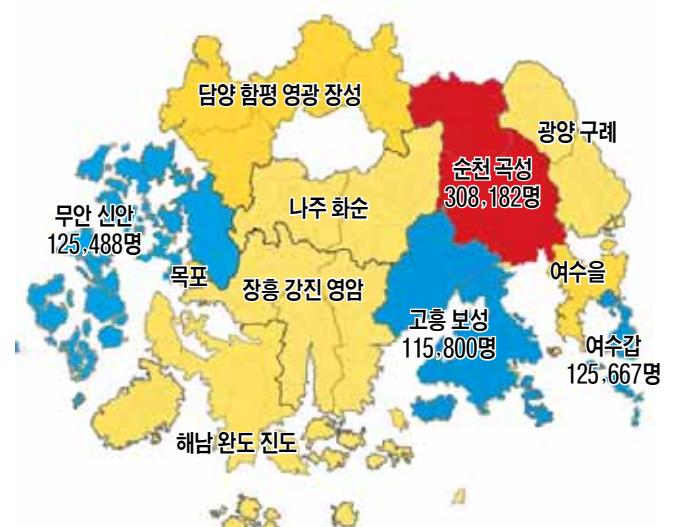 담양 함평 영광 장성
광양 구례
순천 곡성
308,182명
나주 화순
무안 신안
125,488명
목포
장흥 강진 영암
여수을
고흥 보성
115,800명
여수갑
125,667명
해남 완도 진도